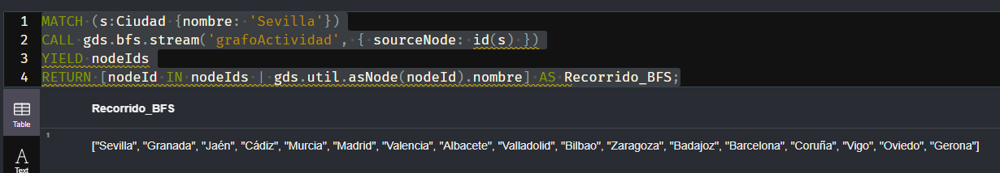 1 MATCH (s:Ciudad {nombre: 'Sevilla'})
2 CALL gds.bfs.stream('grafoActividad', { sourceNode: id(s) })
3 YIELD nodeIds
4 RETURN [nodeId IN nodeIds | gds.util.asNode(nodeId).nombre] AS Recorrido_BFS;
Recorrido_BFS
Table
1
["Sevilla", "Granada", "Jaén", "Cádiz", "Murcia", "Madrid", "Valencia", "Albacete", "Valladolid", "Bilbao", "Zaragoza", "Badajoz", "Barcelona", "Coruña", "Vigo", "Oviedo", "Gerona"]
A
Text